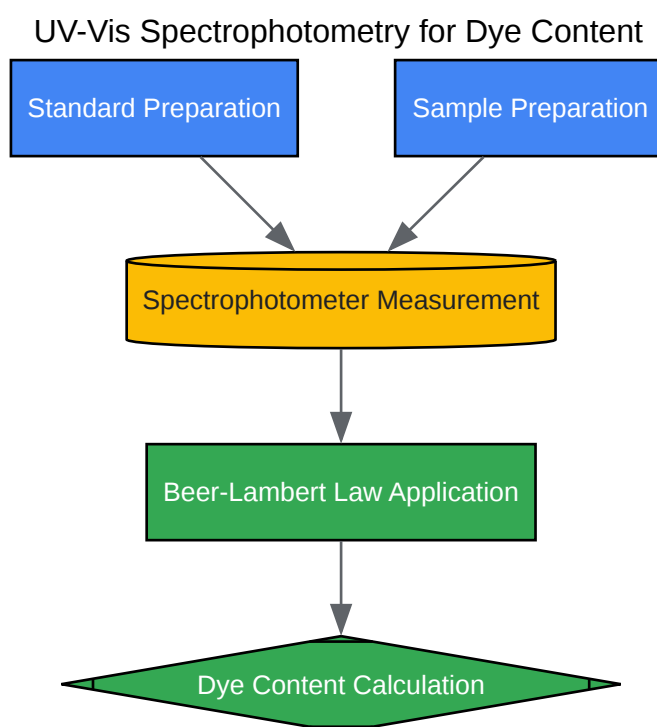 UV-Vis Spectrophotometry for Dye Content
Standard Preparation
Sample Preparation
Spectrophotometer Measurement
Beer-Lambert Law Application
Dye Content Calculation